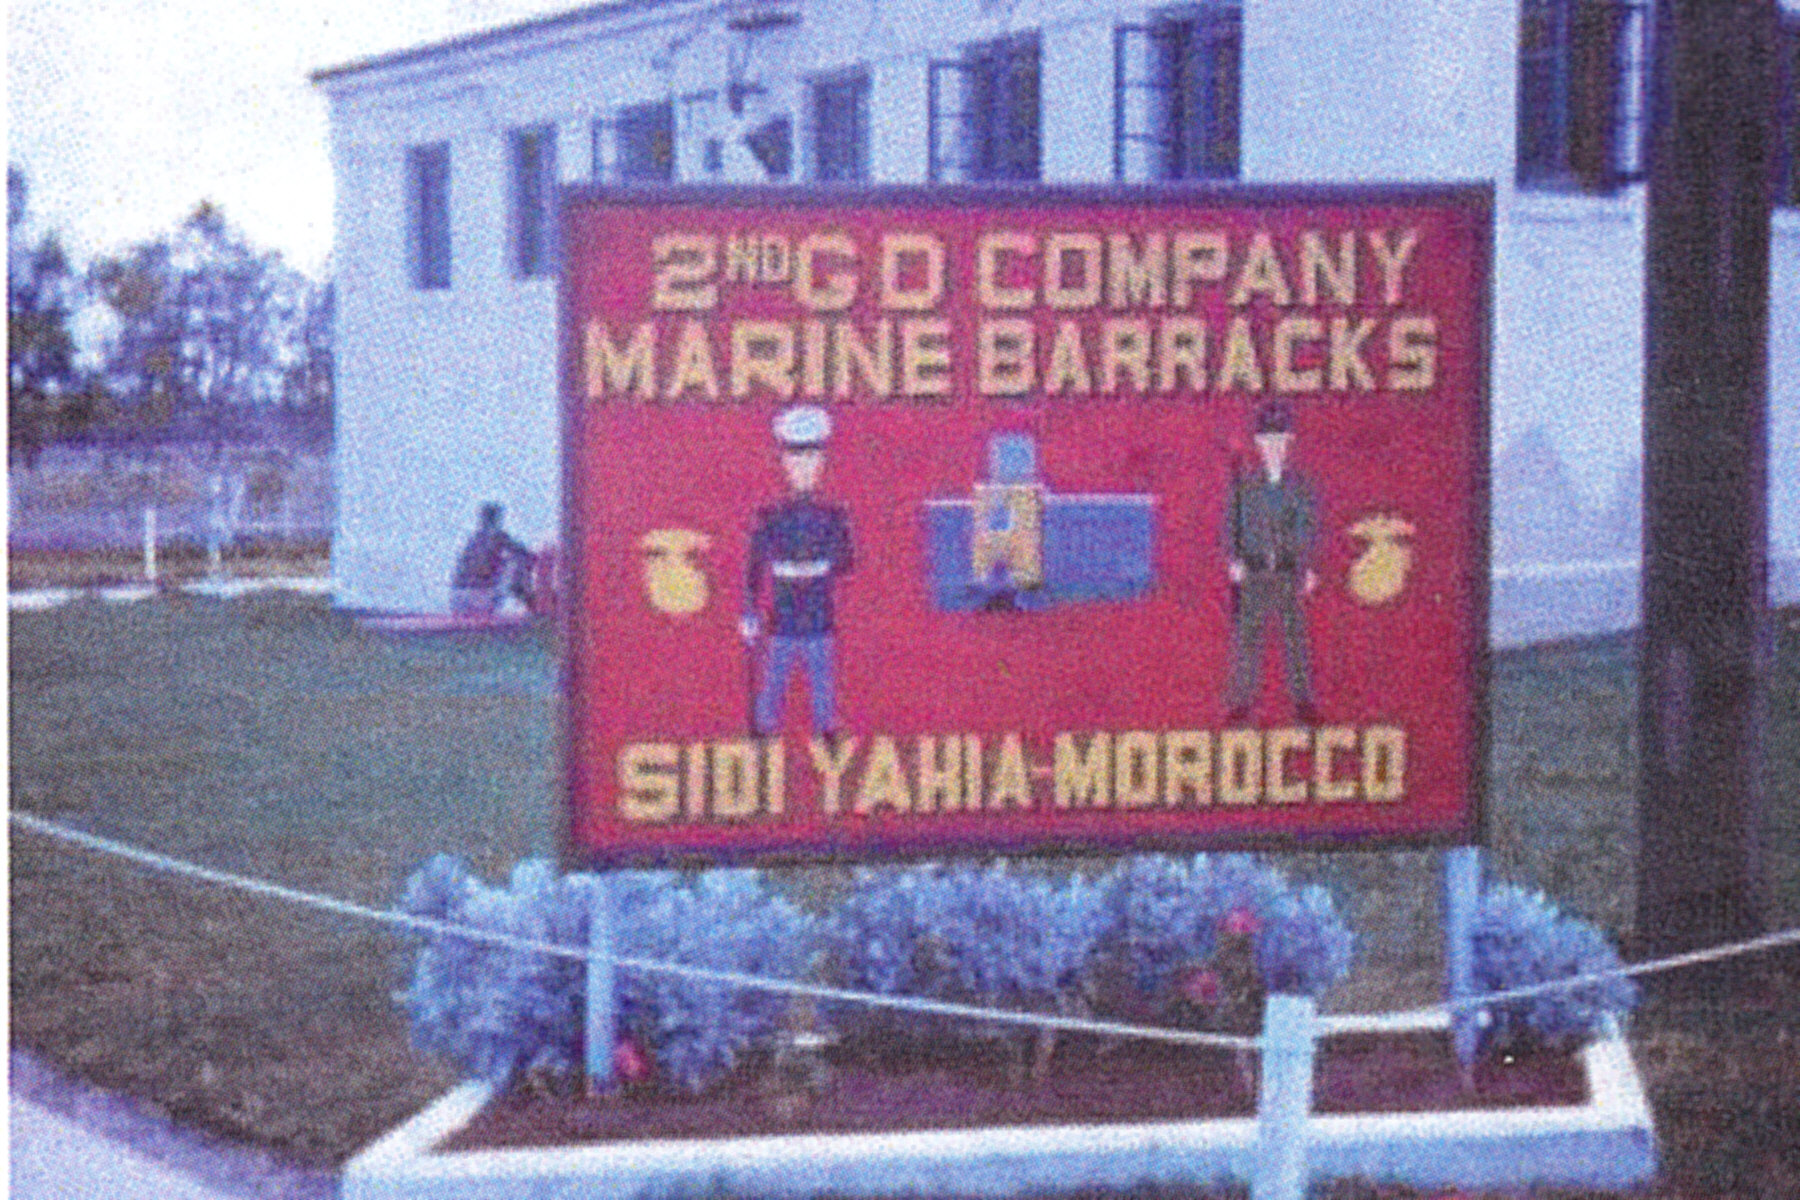 2ND GD COMPANY
MARINE BARRACKS
SIDI YAHIA-MOROCCO